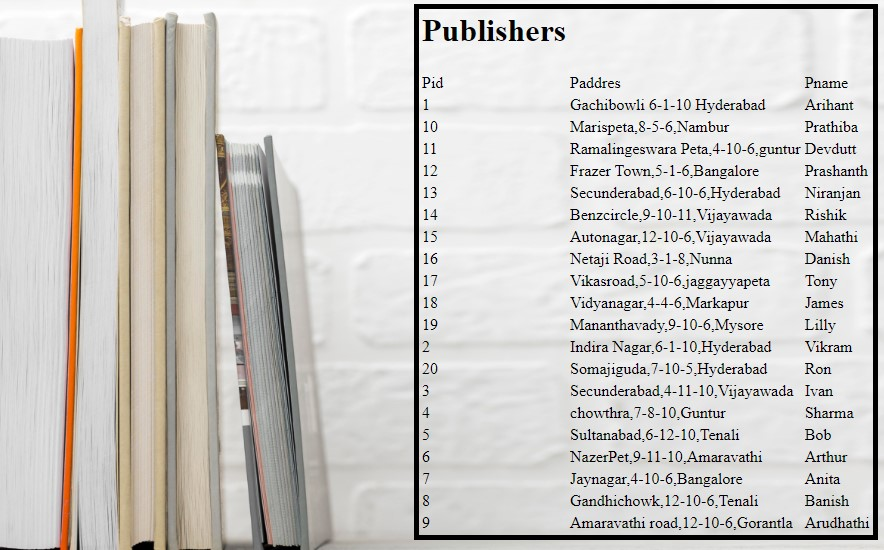 Publishers
Pid Paddres Pname
1 Gachibowli 6-1-10 Hyderabad Arihant
10 Marispeta,8-5-6,Nambur Prathiba
11 Ramalingeswara Peta,4-10-6,guntur Devdutt
12 Frazer Town,5-1-6,Bangalore Prashanth
13 Secunderabad,6-10-6,Hyderabad Niranjan
14 Benzcircle,9-10-11,Vijayawada Rishik
15 Autonagar,12-10-6,Vijayawada Mahathi
16 Netaji Road,3-1-8,Nunna Danish
17 Vikasroad,5-10-6,jaggayyapeta Tony
18 Vidyanagar,4-4-6,Markapur James
19 Mananthavady,9-10-6,Mysore Lilly
2 Indira Nagar,6-1-10,Hyderabad Vikram
20 Somajiguda,7-10-5,Hyderabad Ron
3 Secunderabad,4-11-10,Vijayawada Ivan
4 chowthra,7-8-10,Guntur Sharma
5 Sultanabad,6-12-10,Tenali Bob
6 NazerPet,9-11-10,Amaravathi Arthur
7 Jaynagar,4-10-6,Bangalore Anita
8 Gandhichowk,12-10-6,Tenali Banish
9 Amaravathi road,12-10-6,Gorantla Arudhathi